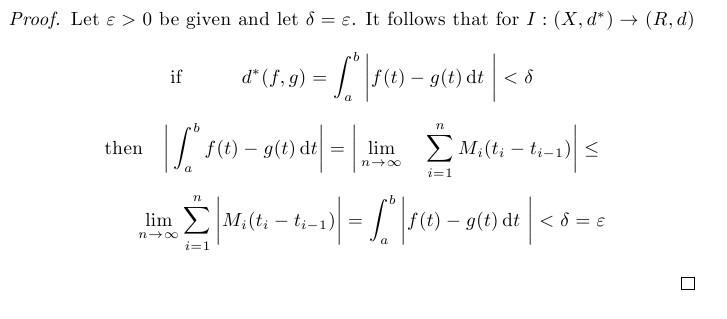 Proof. Let ε > 0 be given and let δ = ε. It follows that for I : (X, d*) → (R, d)
if d*(f, g) = ∫_a^b |f(t) − g(t) dt | < δ
then |∫_a^b f(t) − g(t) dt| = |lim_{n→∞} ∑_{i=1}^n M_i(t_i − t_{i−1})| ≤
lim_{n→∞} ∑_{i=1}^n |M_i(t_i − t_{i−1})| = ∫_a^b |f(t) − g(t) dt | < δ = ε
□